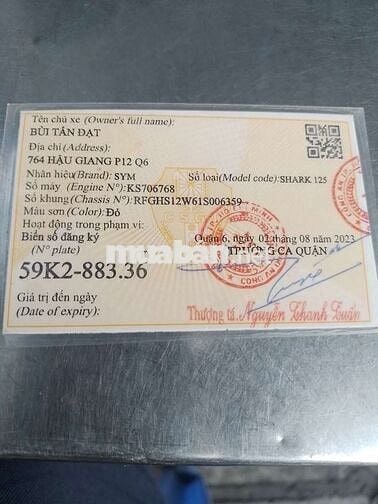 Tên chủ xe (Owner's full name):
BÙI TẤN ĐẠT
Địa chỉ (Address):
764 HẬU GIANG P12 Q6
Nhãn hiệu(Brand): SYM
Số loại(Model code):SHARK 125
Số máy (Engine N°):KS706768
Số khung(Chassis N°):RFGHS12W61S006359
Màu sơn (Color): Đỏ
Hoạt động trong phạm vi:
Biển số đăng ký
Quận 6, ngày 02 tháng 08 năm 2023
(N° plate)
TRƯỞNG CA QUẬN
59K2-883.36
CÔNG AN
Giá trị đến ngày
(Date of expiry):
Thượng tá. Nguyễn Thanh Tuấn